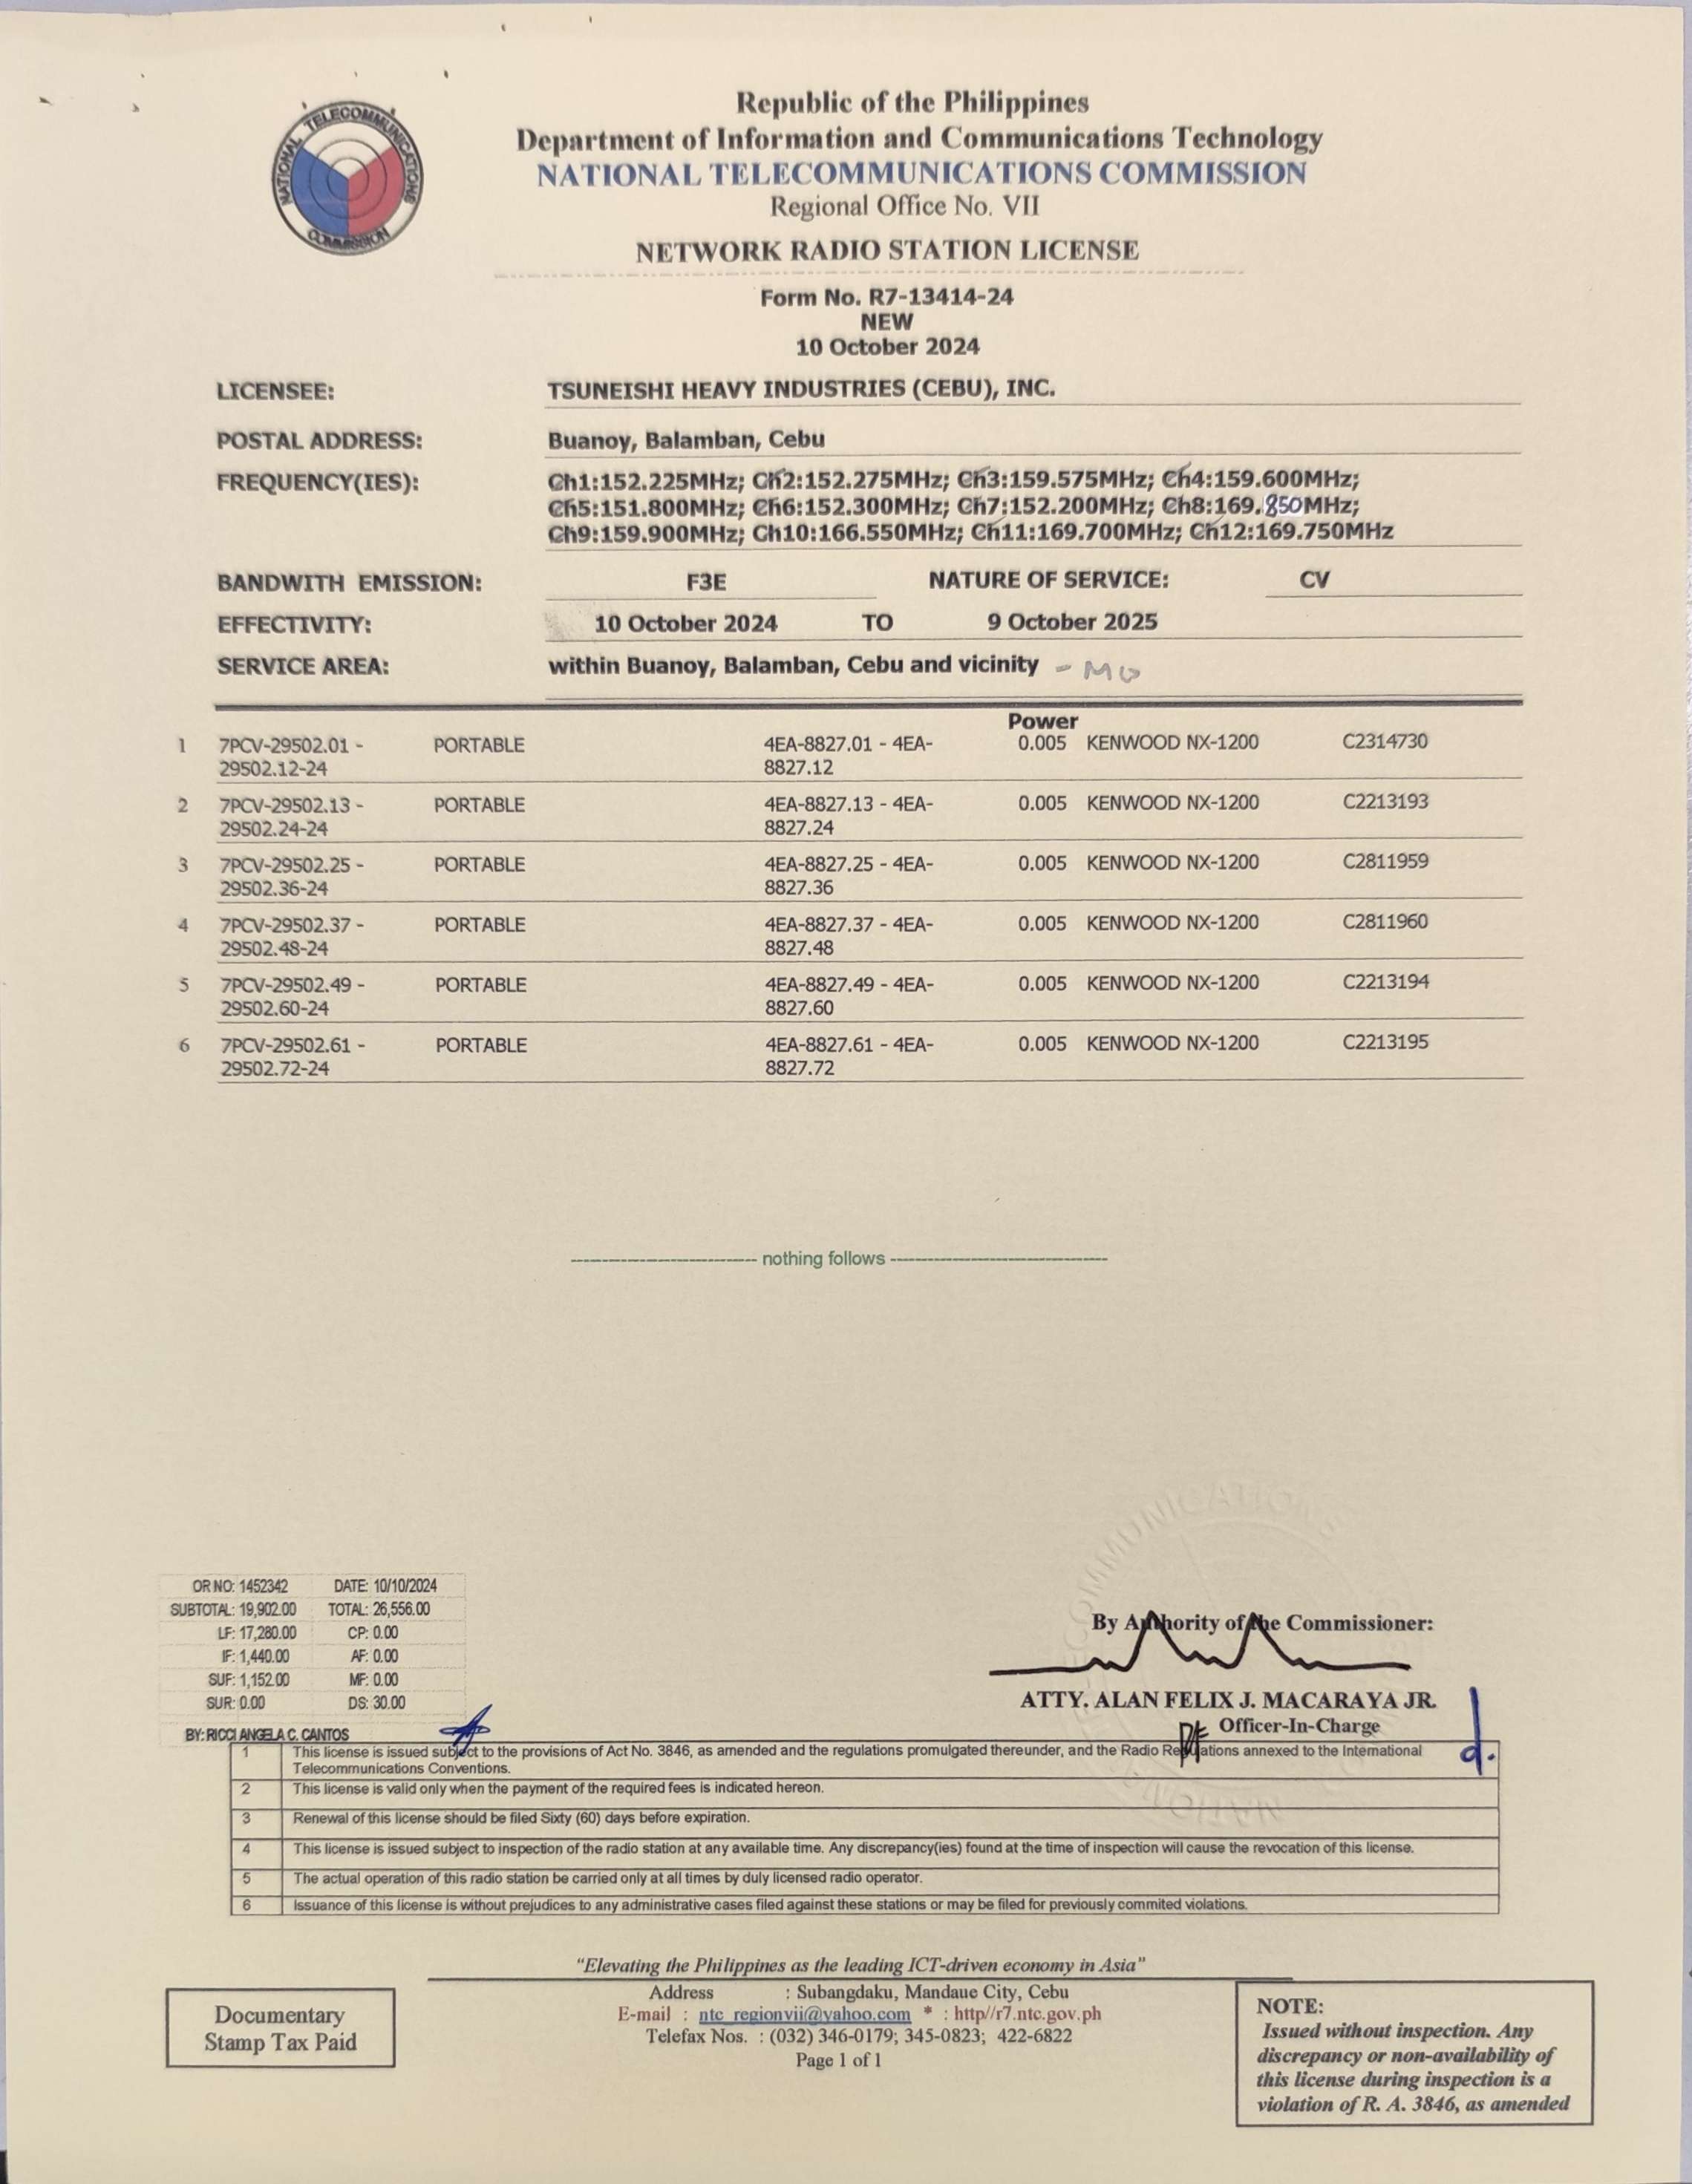 NATIONAL TELECOMMUNICATIONS COMMISSION
Republic of the Philippines
Department of Information and Communications Technology
NATIONAL TELECOMMUNICATIONS COMMISSION
Regional Office No. VII
NETWORK RADIO STATION LICENSE
Form No. R7-13414-24
NEW
10 October 2024
LICENSEE: TSUNEISHI HEAVY INDUSTRIES (CEBU), INC.
POSTAL ADDRESS: Buanoy, Balamban, Cebu
FREQUENCY(IES): Ch1:152.225MHz; Ch2:152.275MHz; Ch3:159.575MHz; Ch4:159.600MHz;
Ch5:151.800MHz; Ch6:152.300MHz; Ch7:152.200MHz; Ch8:169.850MHz;
Ch9:159.900MHz; Ch10:166.550MHz; Ch11:169.700MHz; Ch12:169.750MHz
BANDWITH EMISSION: F3E NATURE OF SERVICE: CV
EFFECTIVITY: 10 October 2024 TO 9 October 2025
SERVICE AREA: within Buanoy, Balamban, Cebu and vicinity - MO
Power
1 7PCV-29502.01 - PORTABLE 4EA-8827.01 - 4EA- 0.005 KENWOOD NX-1200 C2314730
29502.12-24 8827.12
2 7PCV-29502.13 - PORTABLE 4EA-8827.13 - 4EA- 0.005 KENWOOD NX-1200 C2213193
29502.24-24 8827.24
3 7PCV-29502.25 - PORTABLE 4EA-8827.25 - 4EA- 0.005 KENWOOD NX-1200 C2811959
29502.36-24 8827.36
4 7PCV-29502.37 - PORTABLE 4EA-8827.37 - 4EA- 0.005 KENWOOD NX-1200 C2811960
29502.48-24 8827.48
5 7PCV-29502.49 - PORTABLE 4EA-8827.49 - 4EA- 0.005 KENWOOD NX-1200 C2213194
29502.60-24 8827.60
6 7PCV-29502.61 - PORTABLE 4EA-8827.61 - 4EA- 0.005 KENWOOD NX-1200 C2213195
29502.72-24 8827.72
------------------------------ nothing follows -----------------------------------
OR NO: 1452342 DATE: 10/10/2024
SUBTOTAL: 19,902.00 TOTAL: 26,556.00
LF: 17,280.00 CP: 0.00
IF: 1,440.00 AF: 0.00
SUF: 1,152.00 MF: 0.00
SUR: 0.00 DS: 30.00
BY: RICCI ANGELA C. CANTOS
By Authority of the Commissioner:
ATTY. ALAN FELIX J. MACARAYA JR.
Officer-In-Charge
1 This license is issued subject to the provisions of Act No. 3846, as amended and the regulations promulgated thereunder, and the Radio Regulations annexed to the International
Telecommunications Conventions.
2 This license is valid only when the payment of the required fees is indicated hereon.
3 Renewal of this license should be filed Sixty (60) days before expiration.
4 This license is issued subject to inspection of the radio station at any available time. Any discrepancy(ies) found at the time of inspection will cause the revocation of this license.
5 The actual operation of this radio station be carried only at all times by duly licensed radio operator.
6 Issuance of this license is without prejudices to any administrative cases filed against these stations or may be filed for previously commited violations.
"Elevating the Philippines as the leading ICT-driven economy in Asia"
Address : Subangdaku, Mandaue City, Cebu
E-mail : ntc_regionvii@yahoo.com * : http//r7.ntc.gov.ph
Telefax Nos. : (032) 346-0179; 345-0823; 422-6822
Page 1 of 1
Documentary
Stamp Tax Paid
NOTE:
Issued without inspection. Any
discrepancy or non-availability of
this license during inspection is a
violation of R. A. 3846, as amended